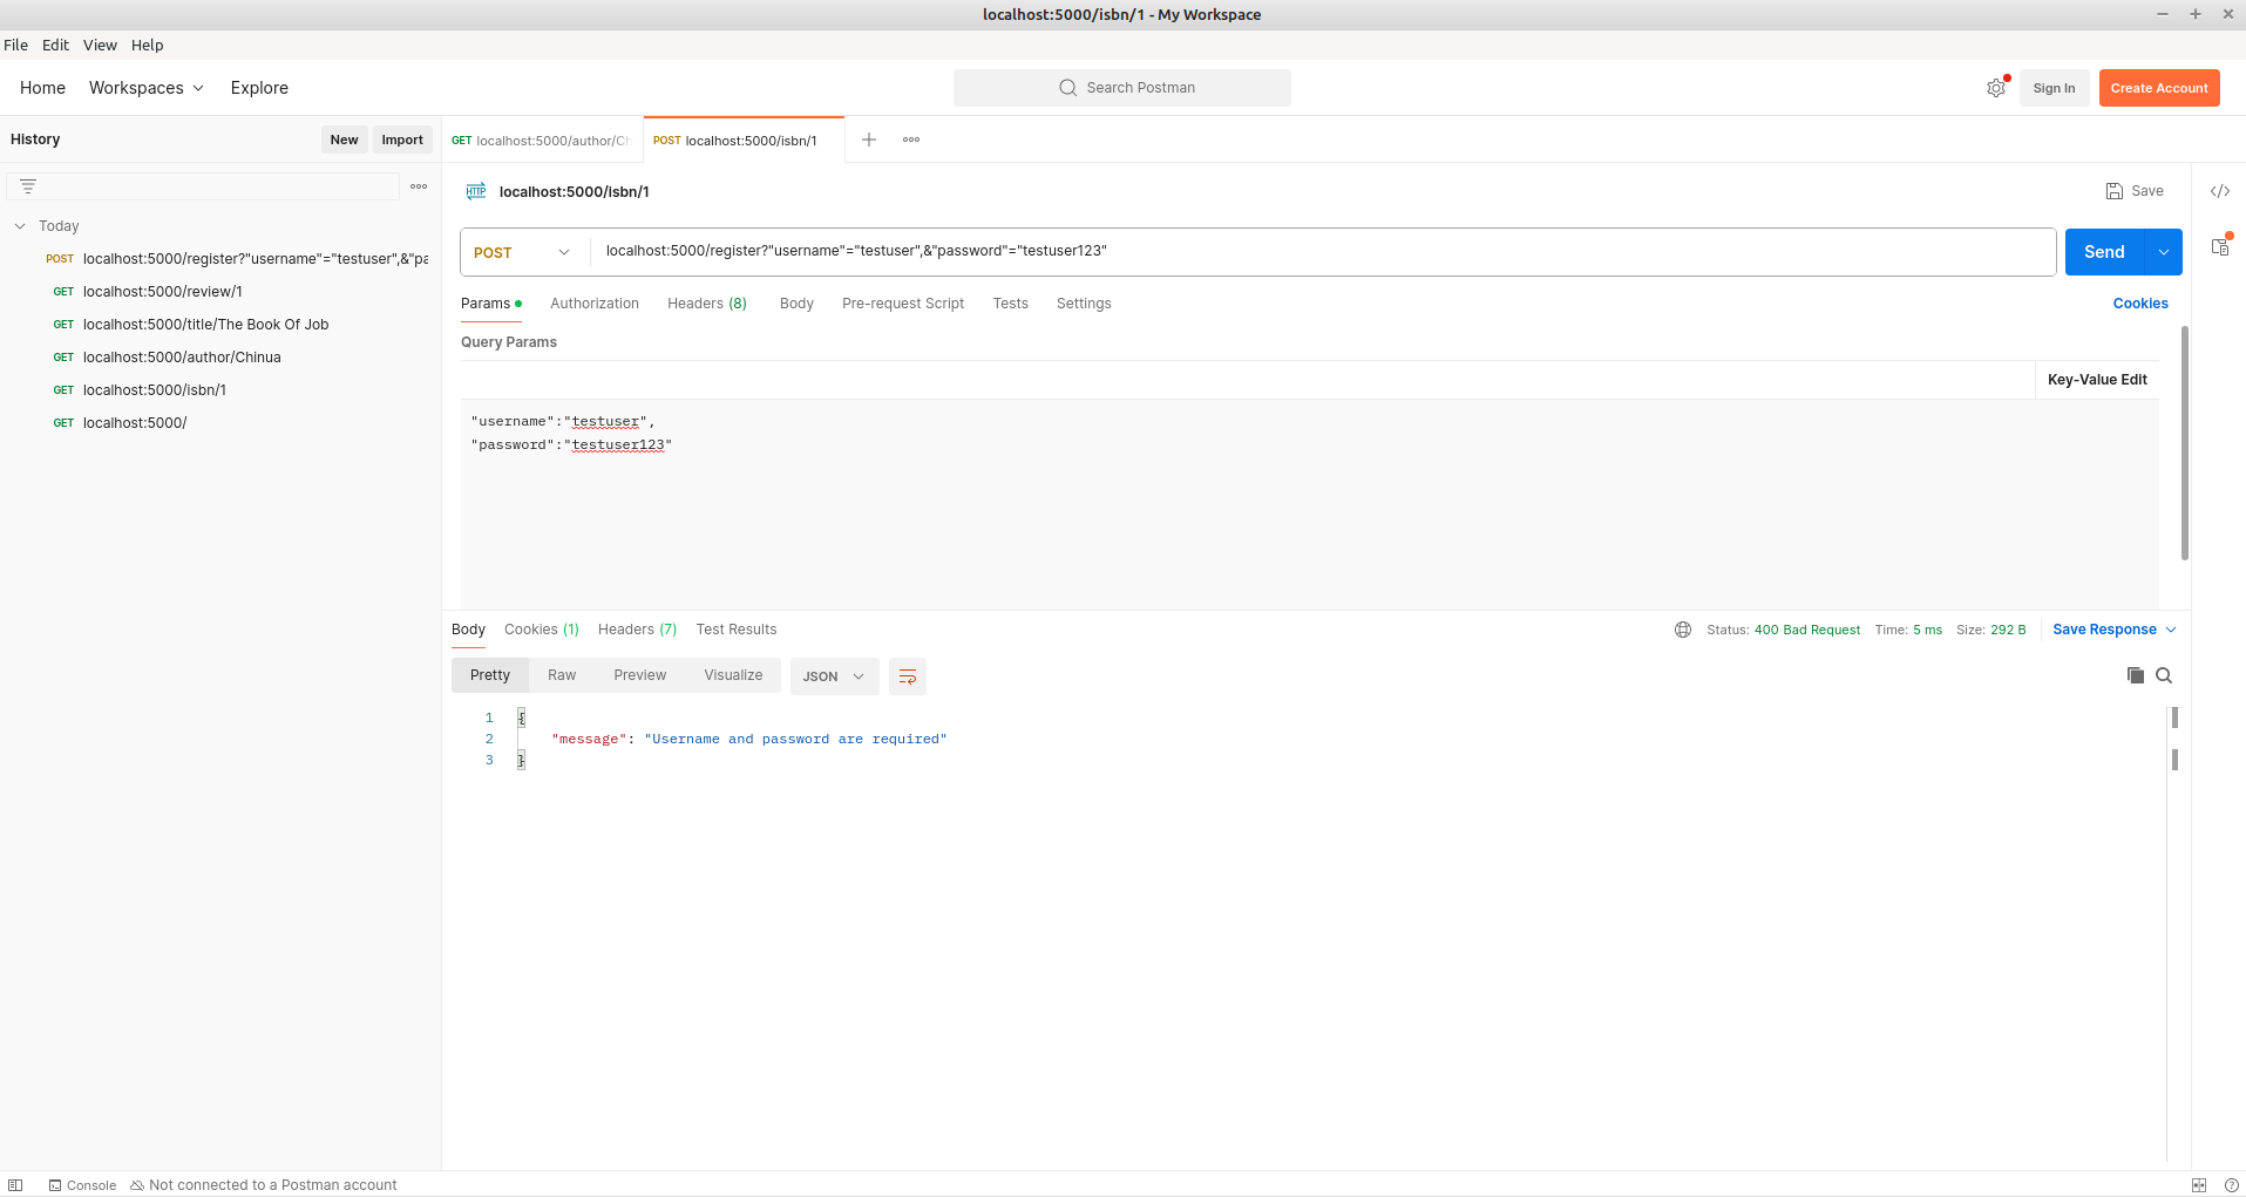 localhost:5000/isbn/1 - My Workspace
File Edit View Help
Home Workspaces Explore
Search Postman
Sign In Create Account
History New Import
GET localhost:5000/author/Ch
POST localhost:5000/isbn/1
HTTP localhost:5000/isbn/1
Save
Today
POST localhost:5000/register?"username"="testuser",&"pa
GET localhost:5000/review/1
GET localhost:5000/title/The Book Of Job
GET localhost:5000/author/Chinua
GET localhost:5000/isbn/1
GET localhost:5000/
POST localhost:5000/register?"username"="testuser",&"password"="testuser123"
Send
Params Authorization Headers (8) Body Pre-request Script Tests Settings Cookies
Query Params
Key-Value Edit
"username":"testuser",
"password":"testuser123"
Body Cookies (1) Headers (7) Test Results
Status: 400 Bad Request Time: 5 ms Size: 292 B Save Response
Pretty Raw Preview Visualize JSON
1 {
2 "message": "Username and password are required"
3 }
Console Not connected to a Postman account